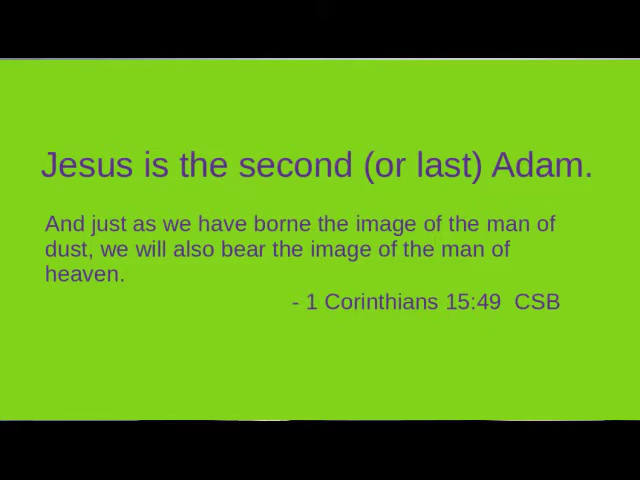 Jesus is the second (or last) Adam.
And just as we have borne the image of the man of
dust, we will also bear the image of the man of
heaven.
- 1 Corinthians 15:49  CSB